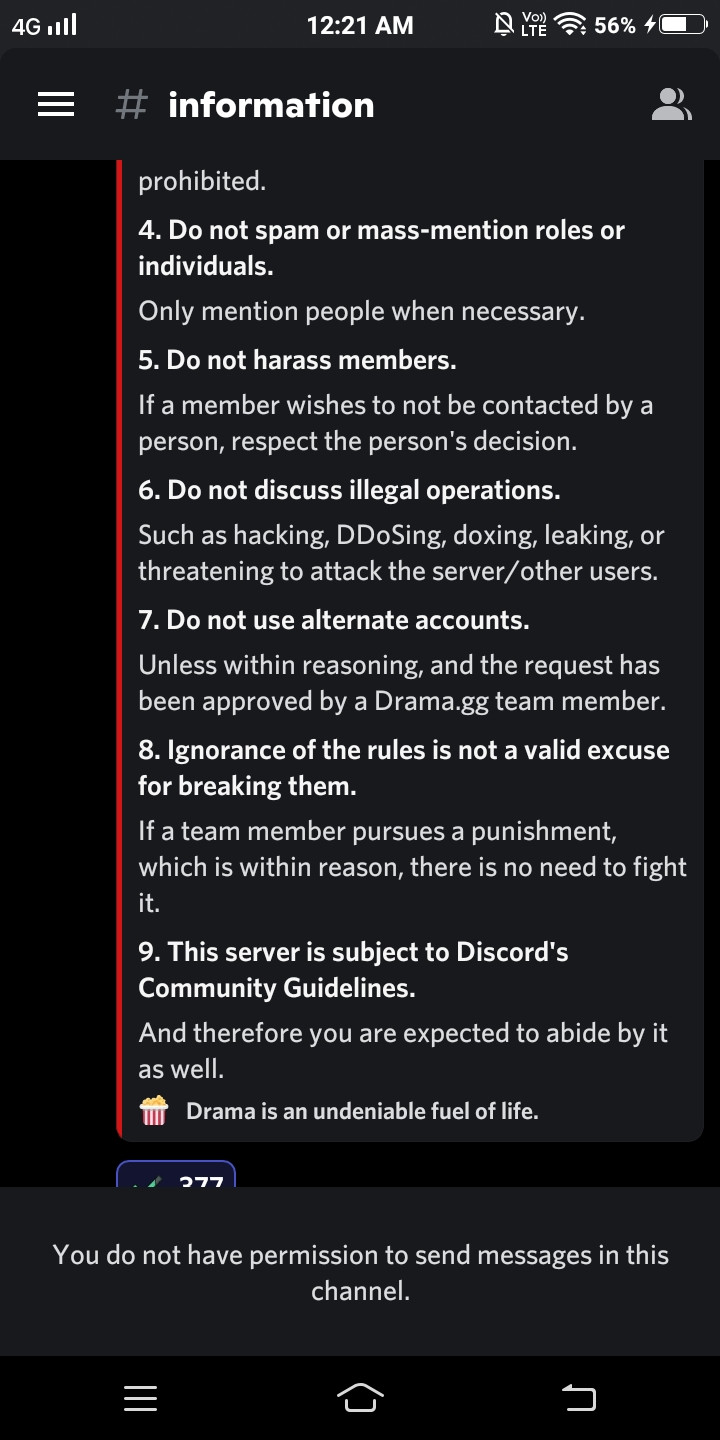 4G 12:21 AM Vo)) LTE 56%
# information
prohibited.
4. Do not spam or mass-mention roles or
individuals.
Only mention people when necessary.
5. Do not harass members.
If a member wishes to not be contacted by a
person, respect the person's decision.
6. Do not discuss illegal operations.
Such as hacking, DDoSing, doxing, leaking, or
threatening to attack the server/other users.
7. Do not use alternate accounts.
Unless within reasoning, and the request has
been approved by a Drama.gg team member.
8. Ignorance of the rules is not a valid excuse
for breaking them.
If a team member pursues a punishment,
which is within reason, there is no need to fight
it.
9. This server is subject to Discord's
Community Guidelines.
And therefore you are expected to abide by it
as well.
Drama is an undeniable fuel of life.
377
You do not have permission to send messages in this
channel.